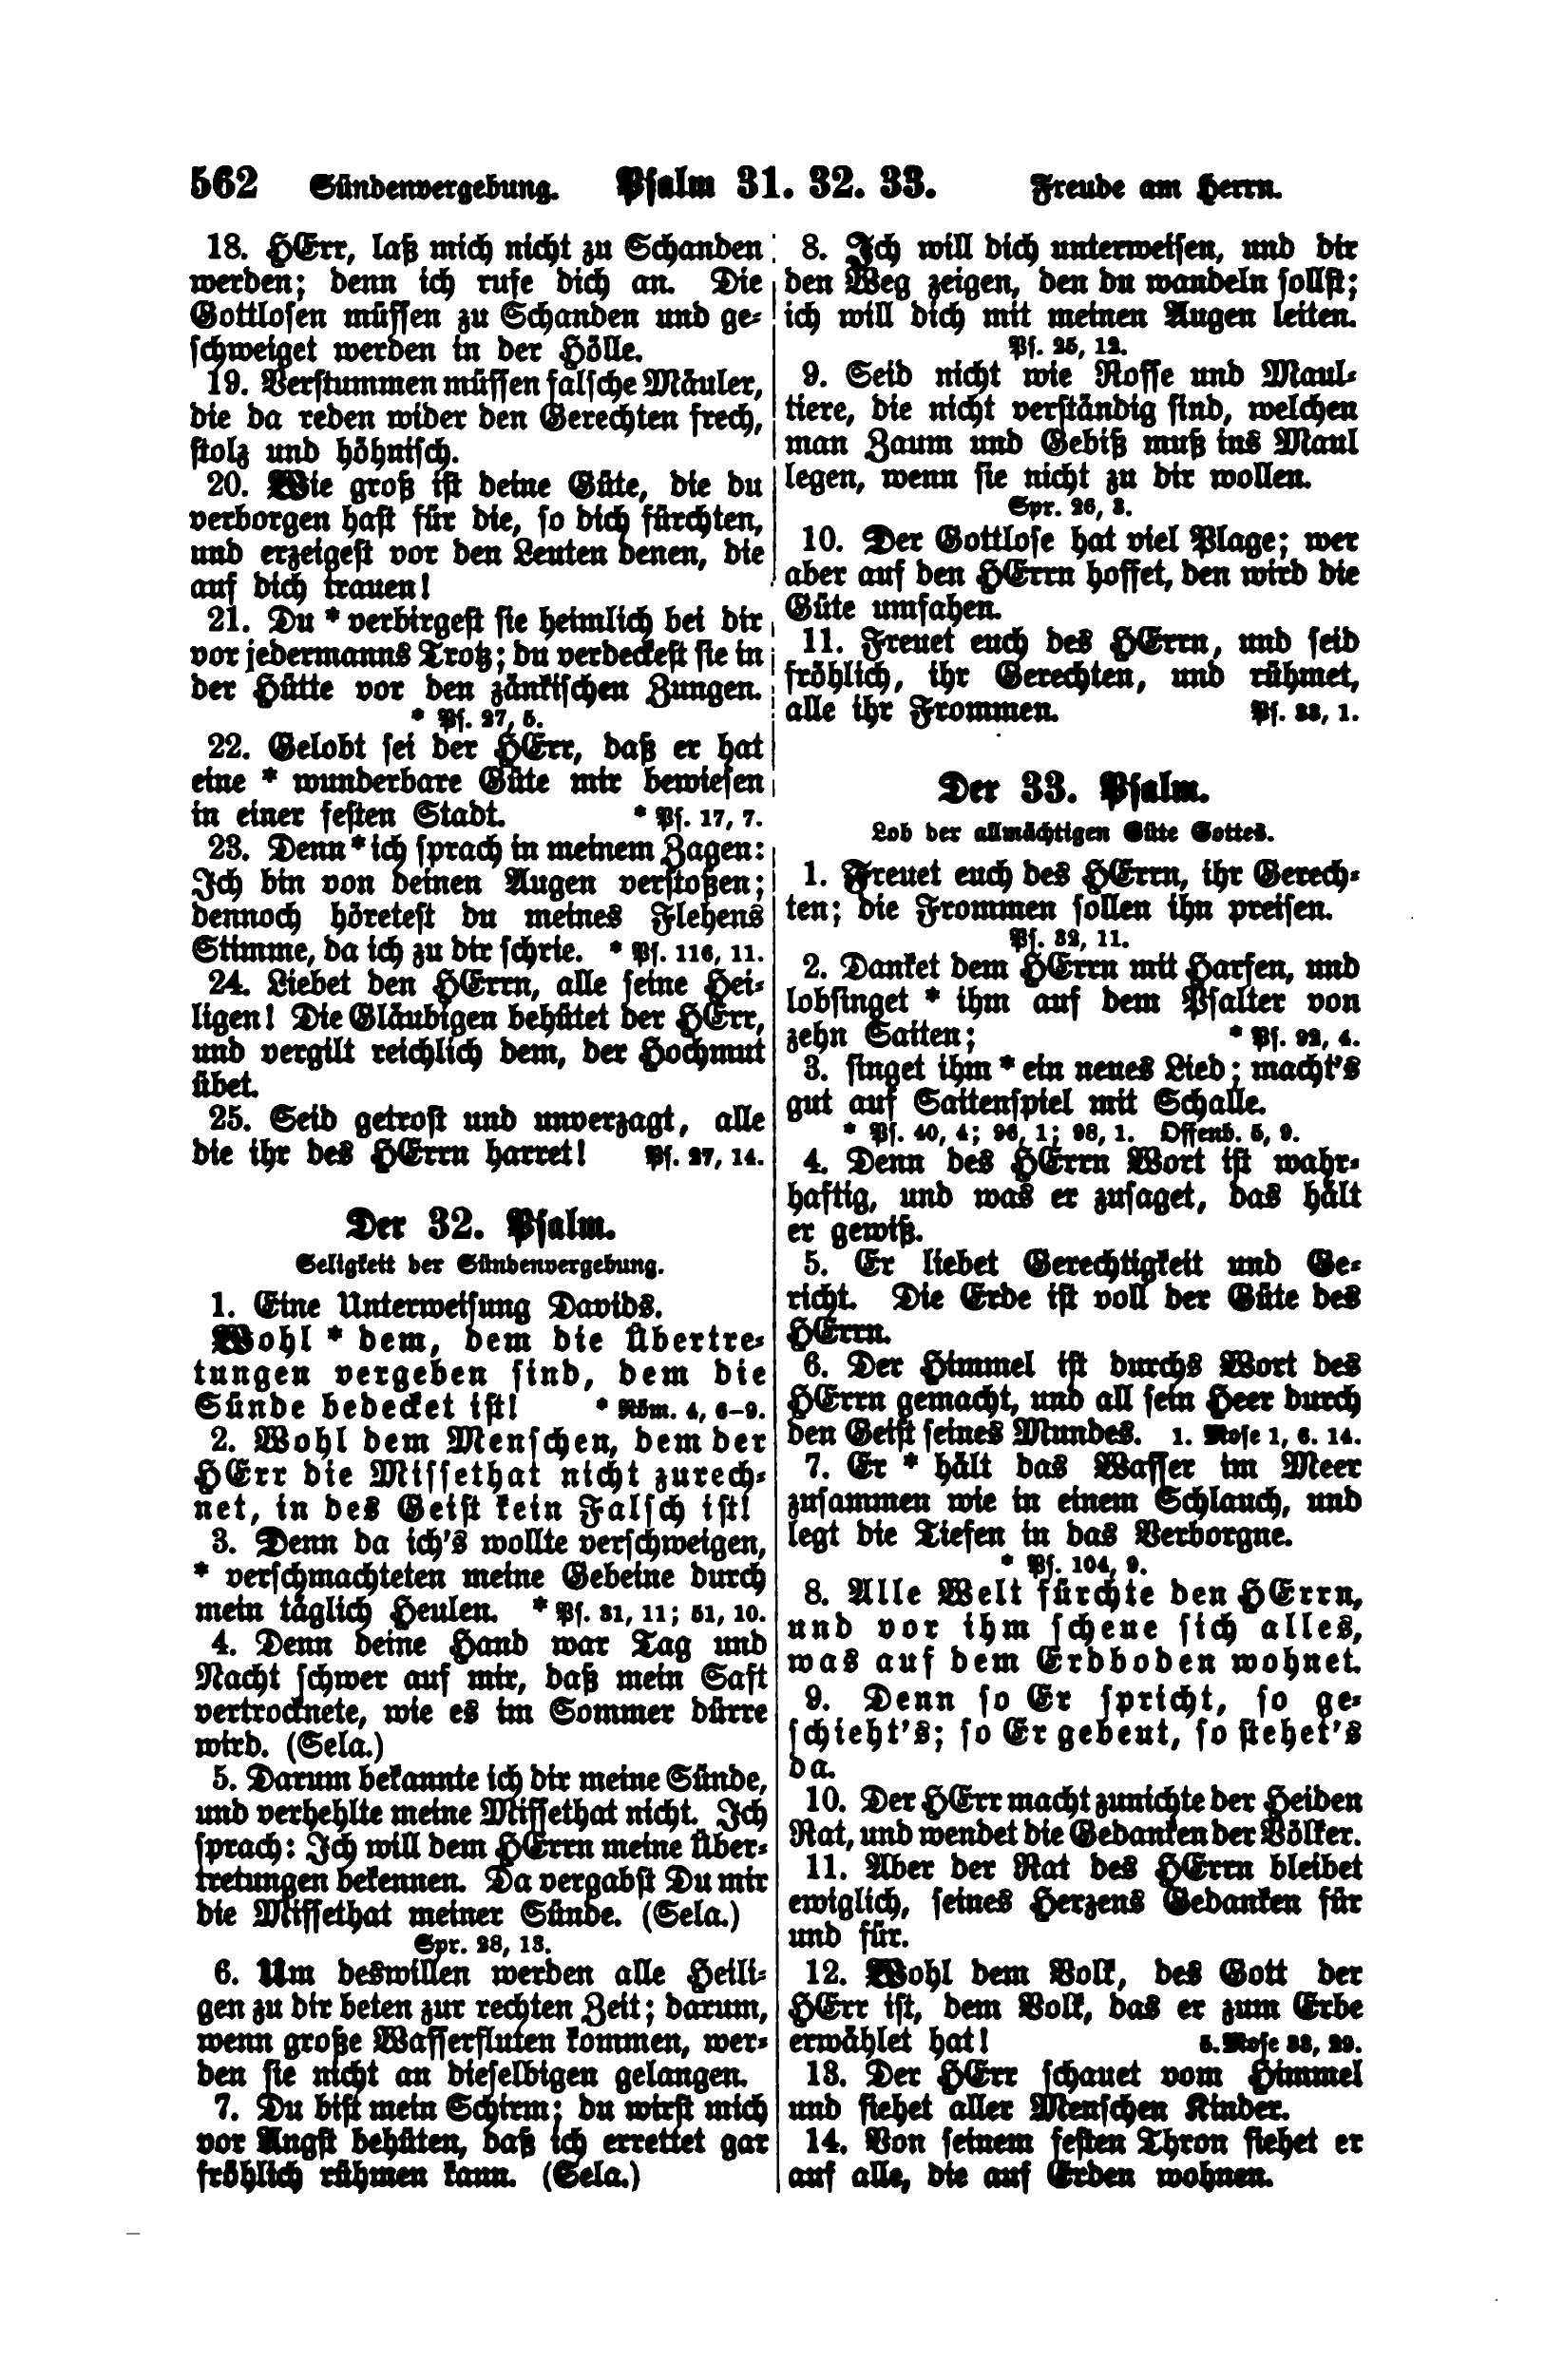 562 Sündenvergebung. Psalm 31. 32. 33. Freude am Herrn.
18. HErr, laß mich nicht zu Schanden
werden; denn ich rufe dich an. Die
Gottlosen müssen zu Schanden und ge-
schweiget werden in der Hölle.
19. Verstummen müssen falsche Mäuler,
die da reden wider den Gerechten frech,
stolz und höhnisch.
20. Wie groß ist deine Güte, die du
verborgen hast für die, so dich fürchten,
und erzeigest vor den Leuten denen, die
auf dich trauen!
21. Du * verbirgest sie heimlich bei dir
vor jedermanns Trotz; du verdeckest sie in
der Hütte vor den zänkischen Zungen.
* Ps. 27, 5.
22. Gelobt sei der HErr, daß er hat
eine * wunderbare Güte mir bewiesen
in einer festen Stadt. * Ps. 17, 7.
23. Denn * ich sprach in meinem Zagen:
Ich bin von deinen Augen verstoßen;
dennoch höretest du meines Flehens
Stimme, da ich zu dir schrie. * Ps. 116, 11.
24. Liebet den HErrn, alle seine Hei-
ligen! Die Gläubigen behütet der HErr,
und vergilt reichlich dem, der Hochmut
übet.
25. Seid getrost und unverzagt, alle
die ihr des HErrn harret! Ps. 27, 14.
Der 32. Psalm.
Seligkeit der Sündenvergebung.
1. Eine Unterweisung Davids.
Wohl * dem, dem die Übertre-
tungen vergeben sind, dem die
Sünde bedecket ist! * Röm. 4, 6-9.
2. Wohl dem Menschen, dem der
HErr die Missethat nicht zurech-
net, in des Geist kein Falsch ist!
3. Denn da ich's wollte verschweigen,
* verschmachteten meine Gebeine durch
mein täglich Heulen. * Ps. 31, 11; 51, 10.
4. Denn deine Hand war Tag und
Nacht schwer auf mir, daß mein Saft
vertrocknete, wie es im Sommer dürre
wird. (Sela.)
5. Darum bekannte ich dir meine Sünde,
und verhehlte meine Missethat nicht. Ich
sprach: Ich will dem HErrn meine Über-
tretungen bekennen. Da vergabst Du mir
die Missethat meiner Sünde. (Sela.)
Spr. 28, 13.
6. Um deswillen werden alle Heili-
gen zu dir beten zur rechten Zeit; darum,
wenn große Wasserfluten kommen, wer-
den sie nicht an dieselbigen gelangen.
7. Du bist mein Schirm; du wirst mich
vor Angst behüten, daß ich errettet gar
fröhlich rühmen kann. (Sela.)
8. Ich will dich unterweisen, und dir
den Weg zeigen, den du wandeln sollst;
ich will dich mit meinen Augen leiten.
Ps. 25, 12.
9. Seid nicht wie Rosse und Maul-
tiere, die nicht verständig sind, welchen
man Zaum und Gebiß muß ins Maul
legen, wenn sie nicht zu dir wollen.
Spr. 26, 3.
10. Der Gottlose hat viel Plage; wer
aber auf den HErrn hoffet, den wird die
Güte umfahen.
11. Freuet euch des HErrn, und seid
fröhlich, ihr Gerechten, und rühmet,
alle ihr Frommen. Ps. 33, 1.
Der 33. Psalm.
Lob der allmächtigen Güte Gottes.
1. Freuet euch des HErrn, ihr Gerech-
ten; die Frommen sollen ihn preisen.
Ps. 32, 11.
2. Danket dem HErrn mit Harfen, und
lobsinget * ihm auf dem Psalter von
zehn Saiten; * Ps. 92, 4.
3. singet ihm * ein neues Lied; macht's
gut auf Saitenspiel mit Schalle.
* Ps. 40, 4; 96, 1; 98, 1. Offenb. 5, 9.
4. Denn des HErrn Wort ist wahr-
haftig, und was er zusaget, das hält
er gewiß.
5. Er liebet Gerechtigkeit und Ge-
richt. Die Erde ist voll der Güte des
HErrn.
6. Der Himmel ist durchs Wort des
HErrn gemacht, und all sein Heer durch
den Geist seines Mundes. 1. Mose 1, 6. 14.
7. Er * hält das Wasser im Meer
zusammen wie in einem Schlauch, und
legt die Tiefen in das Verborgne.
* Ps. 104, 9.
8. Alle Welt fürchte den HErrn,
und vor ihm scheue sich alles,
was auf dem Erdboden wohnet.
9. Denn so Er spricht, so ge-
schieht's; so Er gebeut, so stehet's
da.
10. Der HErr macht zunichte der Heiden
Rat, und wendet die Gedanken der Völker.
11. Aber der Rat des HErrn bleibet
ewiglich, seines Herzens Gedanken für
und für.
12. Wohl dem Volk, des Gott der
HErr ist, dem Volk, das er zum Erbe
erwählet hat! 5. Mose 33, 29.
13. Der HErr schauet vom Himmel
und siehet aller Menschen Kinder.
14. Von seinem festen Thron siehet er
auf alle, die auf Erden wohnen.